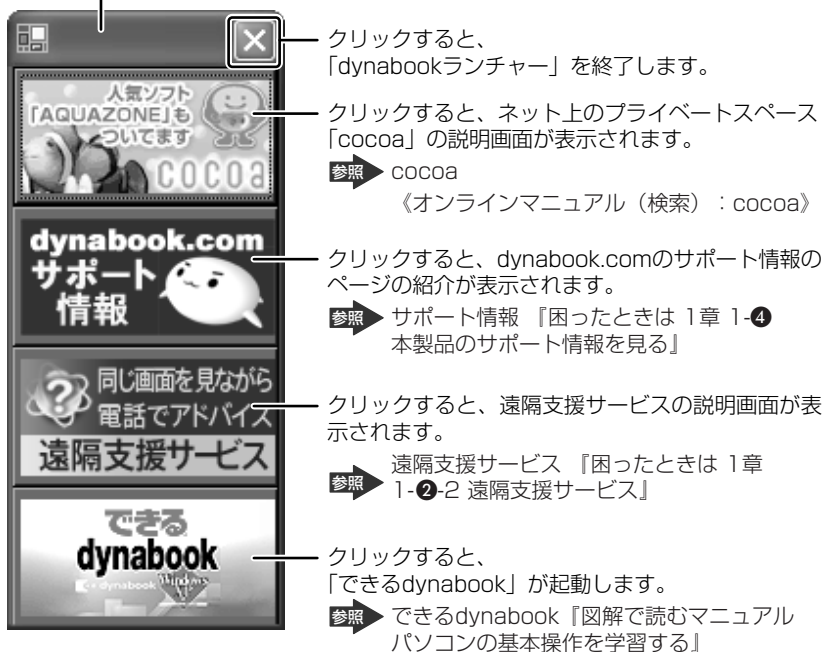 クリックすると、
「dynabookランチャー」を終了します。
人気ソフト
「AQUAZONE」も
ついてます
cocoa
クリックすると、ネット上のプライベートスペース
「cocoa」の説明画面が表示されます。
参照 cocoa
《オンラインマニュアル（検索）：cocoa》
dynabook.com
サポート
情報
クリックすると、dynabook.comのサポート情報の
ページの紹介が表示されます。
参照 サポート情報 『困ったときは 1章 1-❹
本製品のサポート情報を見る』
同じ画面を見ながら
電話でアドバイス
遠隔支援サービス
クリックすると、遠隔支援サービスの説明画面が表
示されます。
参照 遠隔支援サービス 『困ったときは 1章
1-❷-2 遠隔支援サービス』
できる
dynabook
dynabook Windows XP
クリックすると、
「できるdynabook」が起動します。
参照 できるdynabook『図解で読むマニュアル
パソコンの基本操作を学習する』